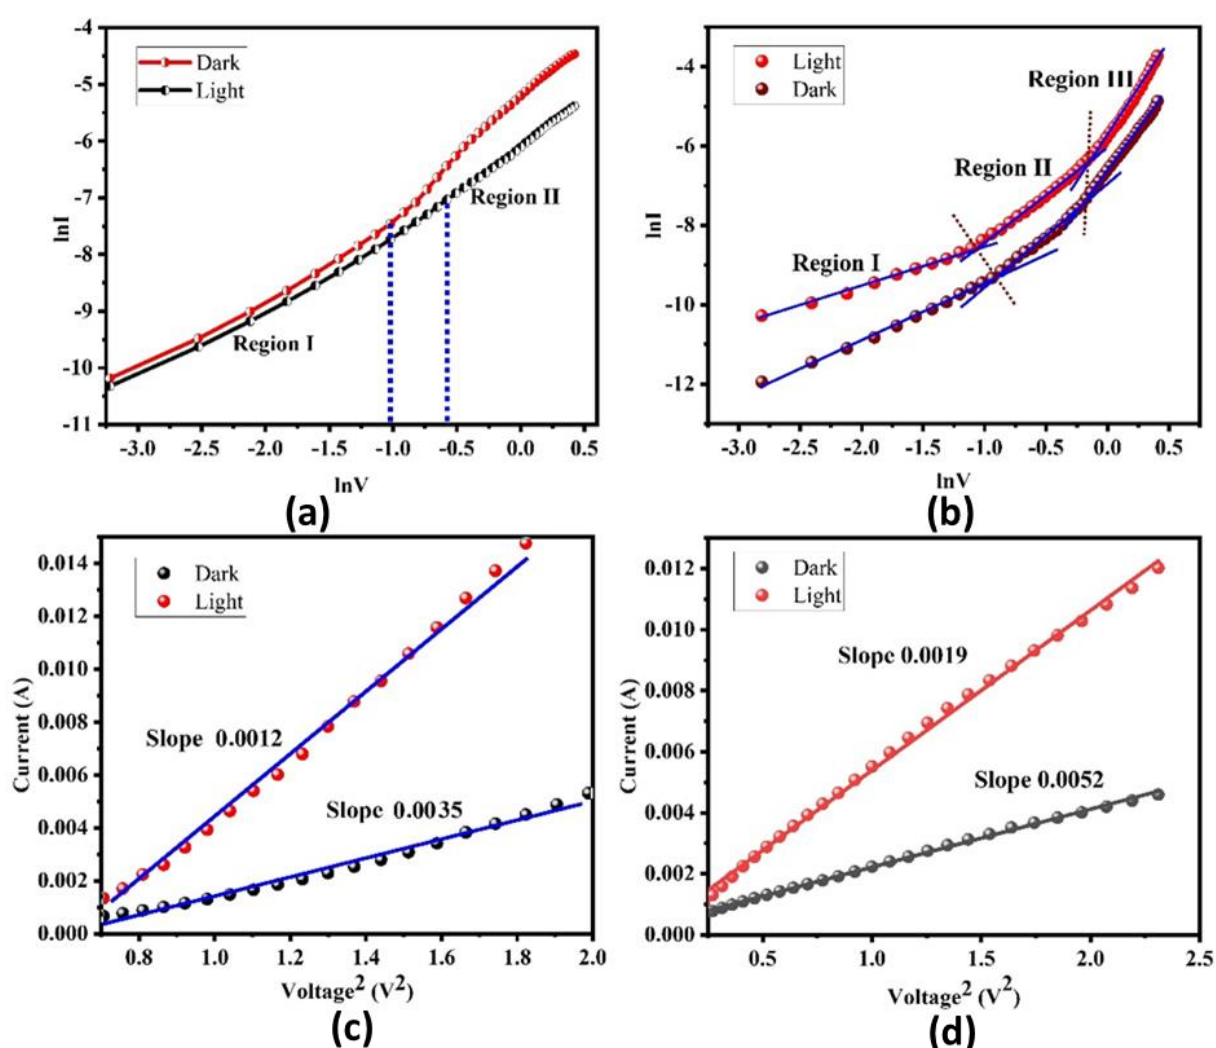 -4
-5
-6
-7
-8
-9
-10
-11
lnI
Dark
Light
Region II
Region I
-3.0
-2.5
-2.0
-1.5
-1.0
-0.5
0.0
0.5
lnV
(a)
-4
-6
-8
-10
-12
lnI
Light
Dark
Region III
Region II
Region I
-3.0
-2.5
-2.0
-1.5
-1.0
-0.5
0.0
0.5
lnV
(b)
0.014
0.012
0.010
0.008
0.006
0.004
0.002
0.000
Current (A)
Dark
Light
Slope 0.0012
Slope 0.0035
0.8
1.0
1.2
1.4
1.6
1.8
2.0
Voltage² (V²)
(c)
0.012
0.010
0.008
0.006
0.004
0.002
0.000
Current (A)
Dark
Light
Slope 0.0019
Slope 0.0052
0.5
1.0
1.5
2.0
2.5
Voltage² (V²)
(d)